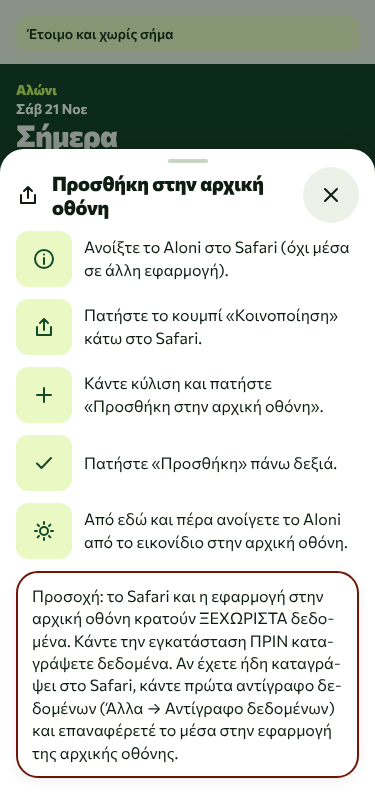 Έτοιμο και χωρίς σήμα
Αλώνι
Σάβ 21 Νοε
Σήμερα
Προσθήκη στην αρχική
οθόνη
Ανοίξτε το Aloni στο Safari (όχι μέσα
σε άλλη εφαρμογή).
Πατήστε το κουμπί «Κοινοποίηση»
κάτω στο Safari.
Κάντε κύλιση και πατήστε
«Προσθήκη στην αρχική οθόνη».
Πατήστε «Προσθήκη» πάνω δεξιά.
Από εδώ και πέρα ανοίγετε το Aloni
από το εικονίδιο στην αρχική οθόνη.
Προσοχή: το Safari και η εφαρμογή στην
αρχική οθόνη κρατούν ΞΕΧΩΡΙΣΤΑ δεδο-
μένα. Κάντε την εγκατάσταση ΠΡΙΝ κατα-
γράψετε δεδομένα. Αν έχετε ήδη καταγρά-
ψει στο Safari, κάντε πρώτα αντίγραφο δε-
δομένων (Άλλα → Αντίγραφο δεδομένων)
και επαναφέρετέ το μέσα στην εφαρμογή
της αρχικής οθόνης.